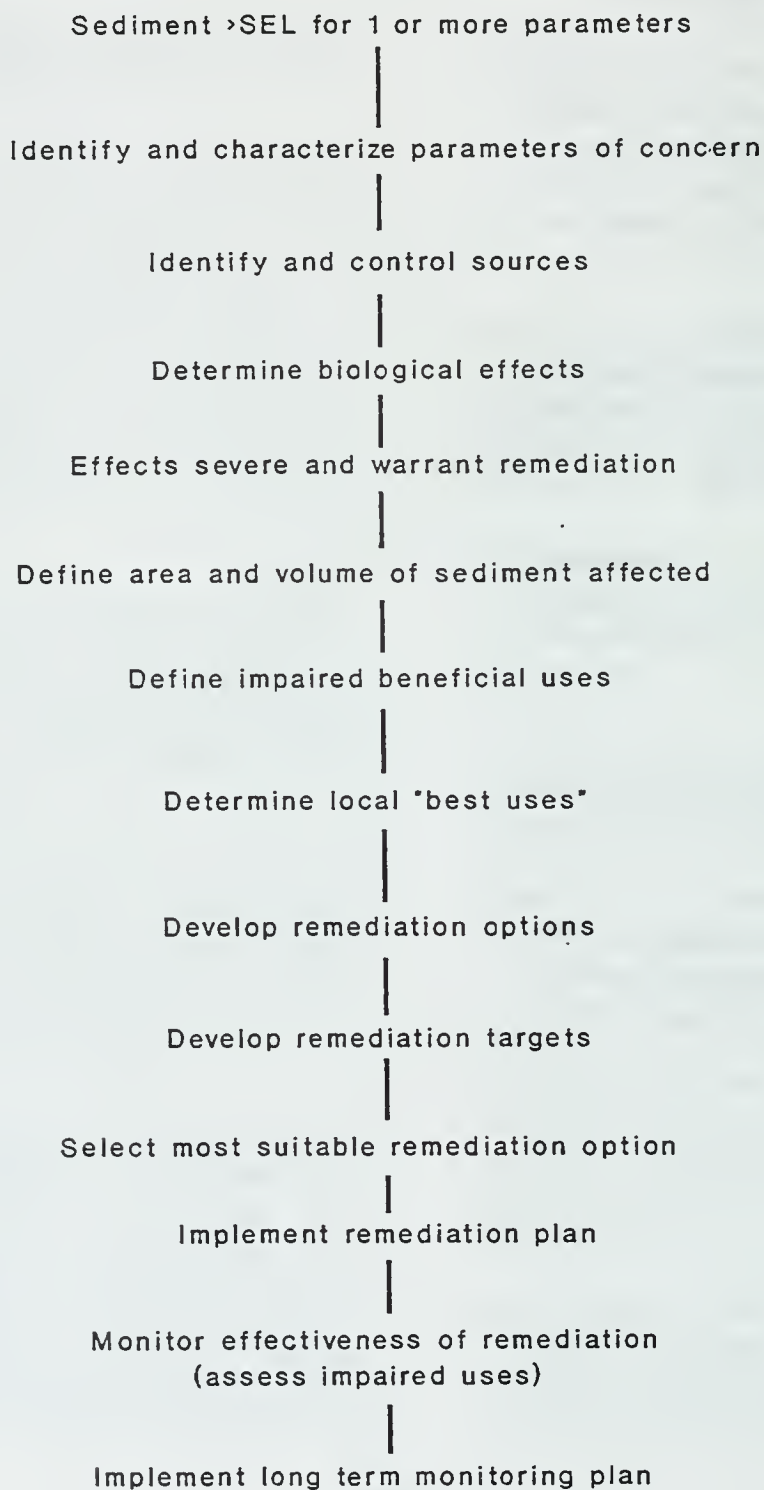 Sediment >SEL for 1 or more parameters
Identify and characterize parameters of concern
Identify and control sources
Determine biological effects
Effects severe and warrant remediation
Define area and volume of sediment affected
Define impaired beneficial uses
Determine local "best uses"
Develop remediation options
Develop remediation targets
Select most suitable remediation option
Implement remediation plan
Monitor effectiveness of remediation
(assess impaired uses)
Implement long term monitoring plan